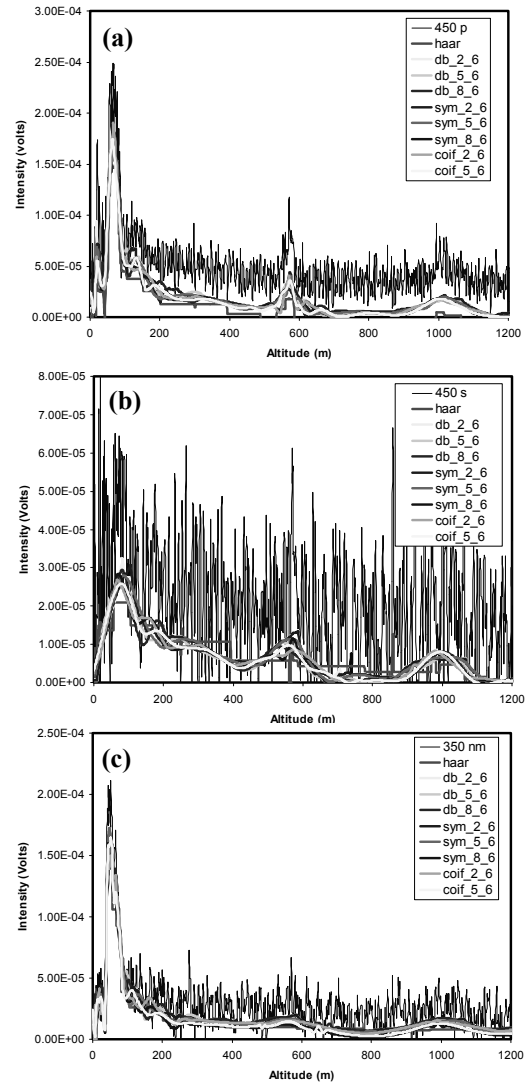 (a)
450 p
haar
db_2_6
db_5_6
db_8_6
sym_2_6
sym_5_6
sym_8_6
coif_2_6
coif_5_6
Intensity (volts)
3.00E-04
2.50E-04
2.00E-04
1.50E-04
1.00E-04
5.00E-05
0.00E+00
0 200 400 600 800 1000 1200
Altitude (m)
(b)
450 s
haar
db_2_6
db_5_6
db_8_6
sym_2_6
sym_5_6
sym_8_6
coif_2_6
coif_5_6
Intensity (Volts)
8.00E-05
7.00E-05
6.00E-05
5.00E-05
4.00E-05
3.00E-05
2.00E-05
1.00E-05
0.00E+00
0 200 400 600 800 1000 1200
Altitude (m)
(c)
350 nm
haar
db_2_6
db_5_6
db_8_6
sym_2_6
sym_5_6
sym_8_6
coif_2_6
coif_5_6
Intensity (Volts)
2.50E-04
2.00E-04
1.50E-04
1.00E-04
5.00E-05
0.00E+00
0 200 400 600 800 1000 1200
Altitude (m)